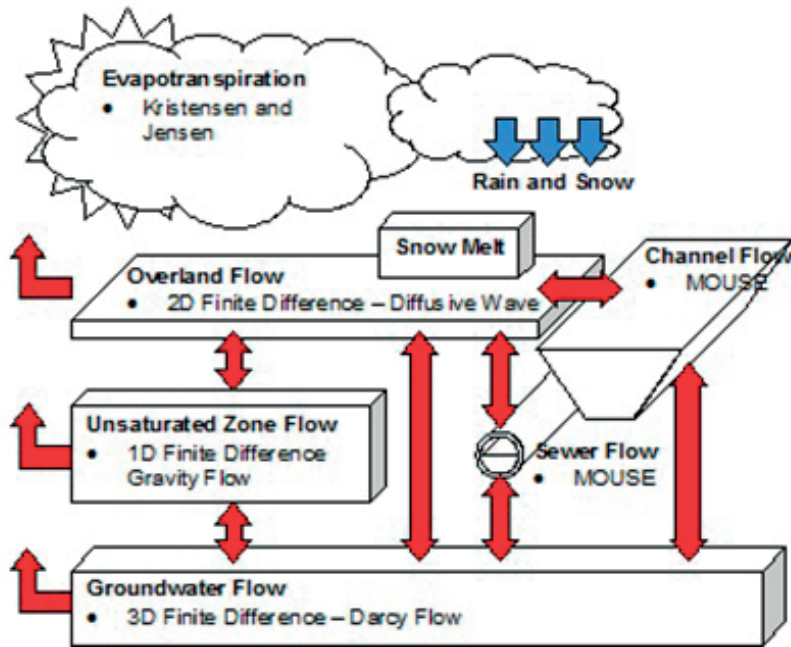 Evapotranspiration
• Kristensen and
Jensen
Rain and Snow
Snow Melt
Overland Flow
• 2D Finite Difference – Diffusive Wave
Channel Flow
• MOUSE
Unsaturated Zone Flow
• 1D Finite Difference
Gravity Flow
Sewer Flow
• MOUSE
Groundwater Flow
• 3D Finite Difference – Darcy Flow